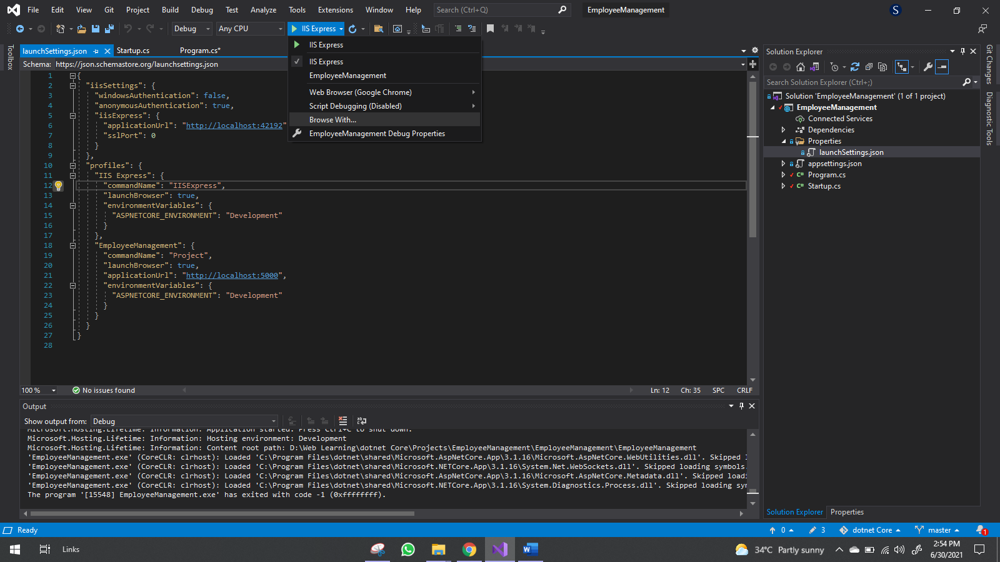 File Edit View Git Project Build Debug Test Analyze Tools Extensions Window Help Search (Ctrl+Q) EmployeeManagement S
Debug Any CPU IIS Express
launchSettings.json Startup.cs Program.cs*
Schema: https://json.schemastore.org/launchsettings.json
IIS Express
IIS Express
EmployeeManagement
Web Browser (Google Chrome)
Script Debugging (Disabled)
Browse With...
EmployeeManagement Debug Properties
1 {
2 "iisSettings": {
3 "windowsAuthentication": false,
4 "anonymousAuthentication": true,
5 "iisExpress": {
6 "applicationUrl": "http://localhost:42192"
7 "sslPort": 0
8 }
9 },
10 "profiles": {
11 "IIS Express": {
12 "commandName": "IISExpress",
13 "launchBrowser": true,
14 "environmentVariables": {
15 "ASPNETCORE_ENVIRONMENT": "Development"
16 }
17 },
18 "EmployeeManagement": {
19 "commandName": "Project",
20 "launchBrowser": true,
21 "applicationUrl": "http://localhost:5000",
22 "environmentVariables": {
23 "ASPNETCORE_ENVIRONMENT": "Development"
24 }
25 }
26 }
27 }
28
100 % No issues found Ln: 12 Ch: 35 SPC CRLF
Output
Show output from: Debug
Microsoft.Hosting.Lifetime: Information: Application started. Press Ctrl+C to shut down.
Microsoft.Hosting.Lifetime: Information: Hosting environment: Development
Microsoft.Hosting.Lifetime: Information: Content root path: D:\Web Learning\dotnet Core\Projects\EmployeeManagement\EmployeeManagement\EmployeeManagement
'EmployeeManagement.exe' (CoreCLR: clrhost): Loaded 'C:\Program Files\dotnet\shared\Microsoft.AspNetCore.App\3.1.16\Microsoft.AspNetCore.WebUtilities.dll'. Skipped
'EmployeeManagement.exe' (CoreCLR: clrhost): Loaded 'C:\Program Files\dotnet\shared\Microsoft.NETCore.App\3.1.16\System.Net.WebSockets.dll'. Skipped loading symbols.
'EmployeeManagement.exe' (CoreCLR: clrhost): Loaded 'C:\Program Files\dotnet\shared\Microsoft.AspNetCore.App\3.1.16\Microsoft.AspNetCore.Metadata.dll'. Skipped loadi
'EmployeeManagement.exe' (CoreCLR: clrhost): Loaded 'C:\Program Files\dotnet\shared\Microsoft.NETCore.App\3.1.16\System.Diagnostics.Process.dll'. Skipped loading sy
The program '[15548] EmployeeManagement.exe' has exited with code -1 (0xffffffff).
Toolbox
Solution Explorer
Search Solution Explorer (Ctrl+;)
Solution 'EmployeeManagement' (1 of 1 project)
EmployeeManagement
Connected Services
Dependencies
Properties
launchSettings.json
appsettings.json
C# Program.cs
C# Startup.cs
Solution Explorer Properties
Git Changes
Diagnostic Tools
Ready 0 3 dotnet Core master 1
Links 34°C Partly sunny 2:54 PM
6/30/2021